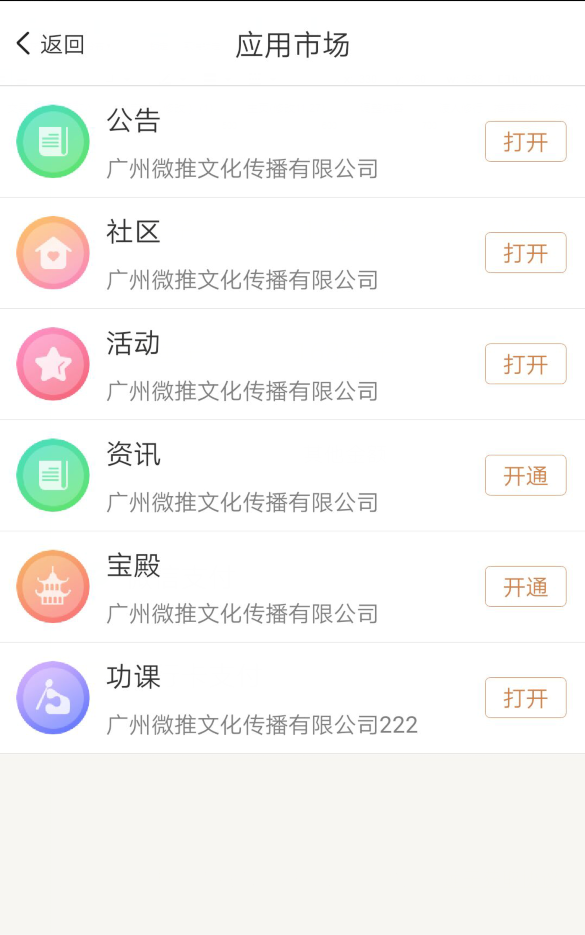 返回
应用市场
公告
广州微推文化传播有限公司
打开
社区
广州微推文化传播有限公司
打开
活动
广州微推文化传播有限公司
打开
资讯
广州微推文化传播有限公司
开通
宝殿
广州微推文化传播有限公司
开通
功课
广州微推文化传播有限公司222
打开